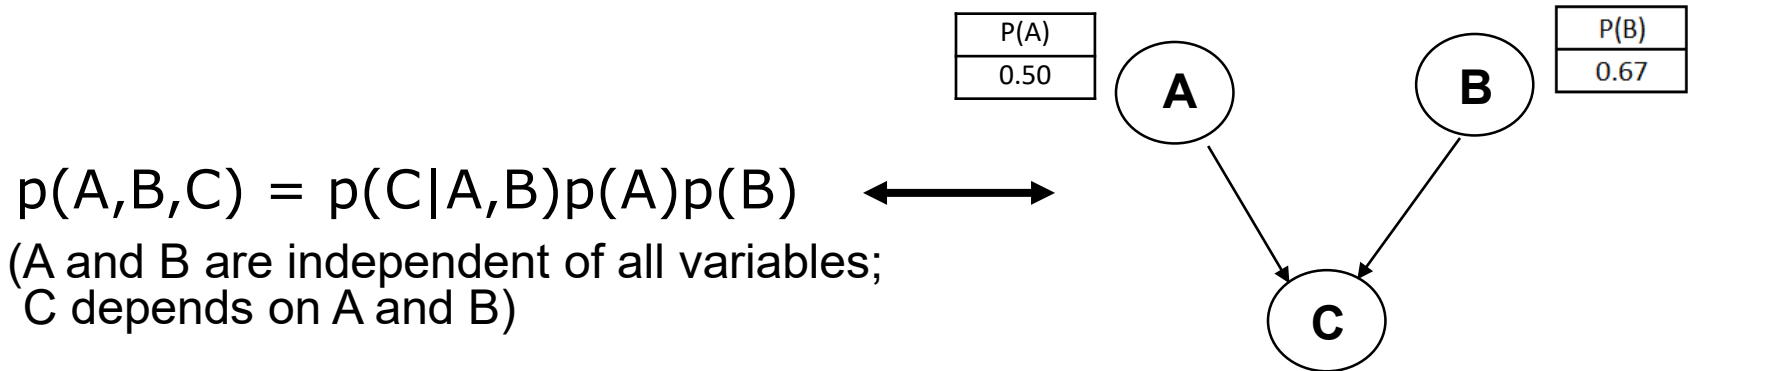 P(A)
0.50
P(B)
0.67
A
B
p(A,B,C) = p(C|A,B)p(A)p(B)
(A and B are independent of all variables;
C depends on A and B)
C